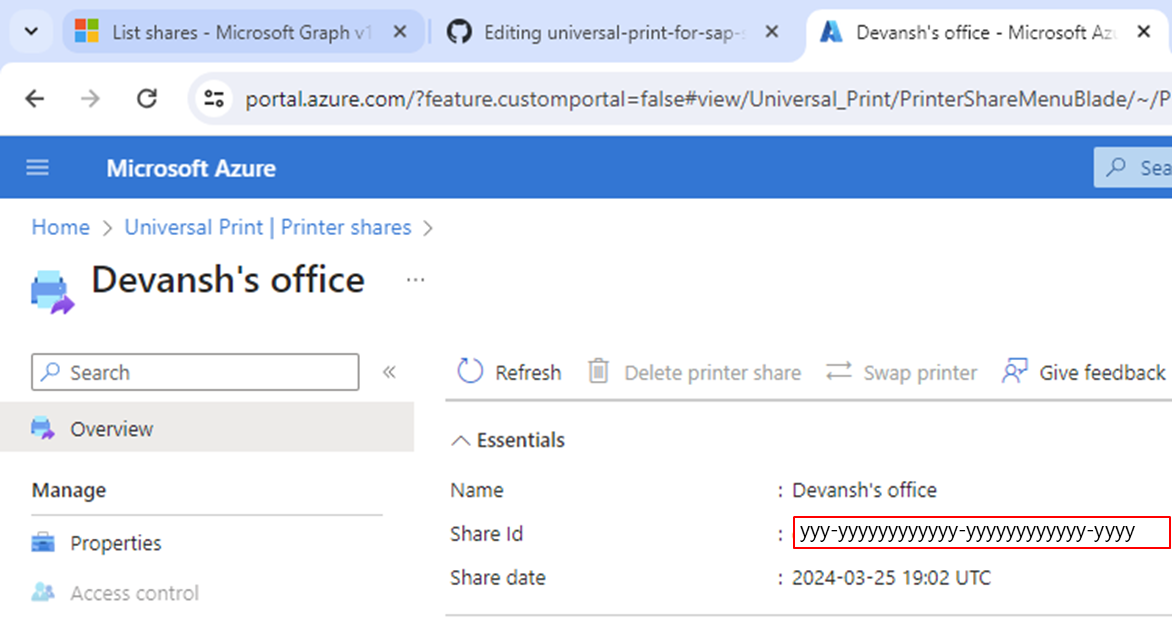 List shares - Microsoft Graph v1
Editing universal-print-for-sap-s
Devansh's office - Microsoft Azu
portal.azure.com/?feature.customportal=false#view/Universal_Print/PrinterShareMenuBlade/~/P
Microsoft Azure
Sea
Home > Universal Print | Printer shares >
Devansh's office ...
Search «
Refresh Delete printer share Swap printer Give feedback
Overview
Essentials
Manage
Name : Devansh's office
Share Id : yyy-yyyyyyyyyyyy-yyyyyyyyyyyy-yyyy
Properties
Share date : 2024-03-25 19:02 UTC
Access control